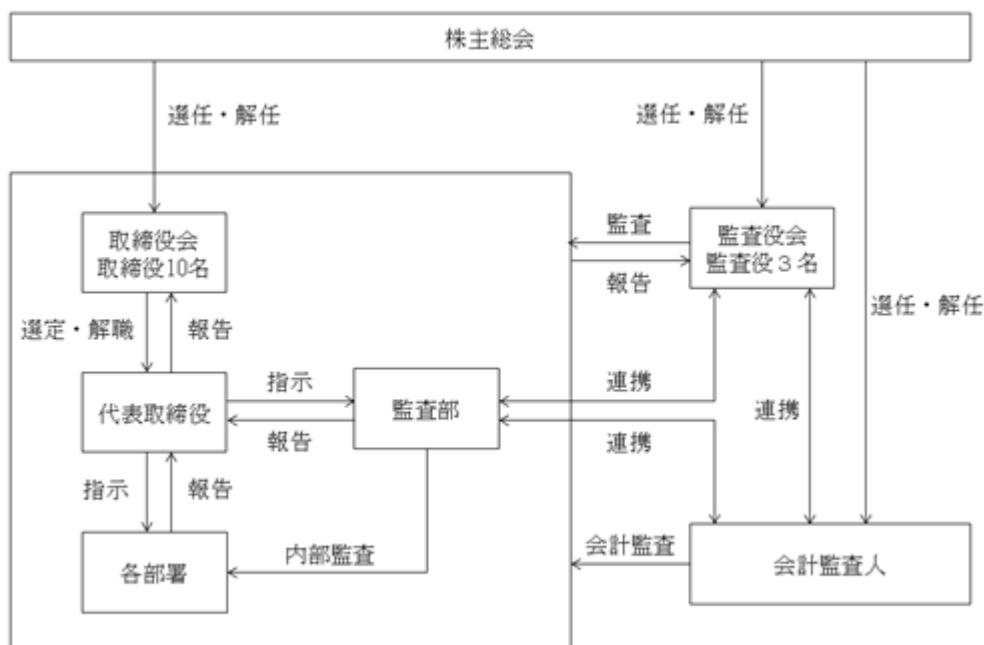 株主総会
選任・解任
選任・解任
取締役会
取締役10名
監査
監査役会
監査役３名
報告
選任・解任
選定・解職
報告
指示
連携
代表取締役
監査部
連携
報告
連携
指示
報告
内部監査
会計監査
各部署
会計監査人